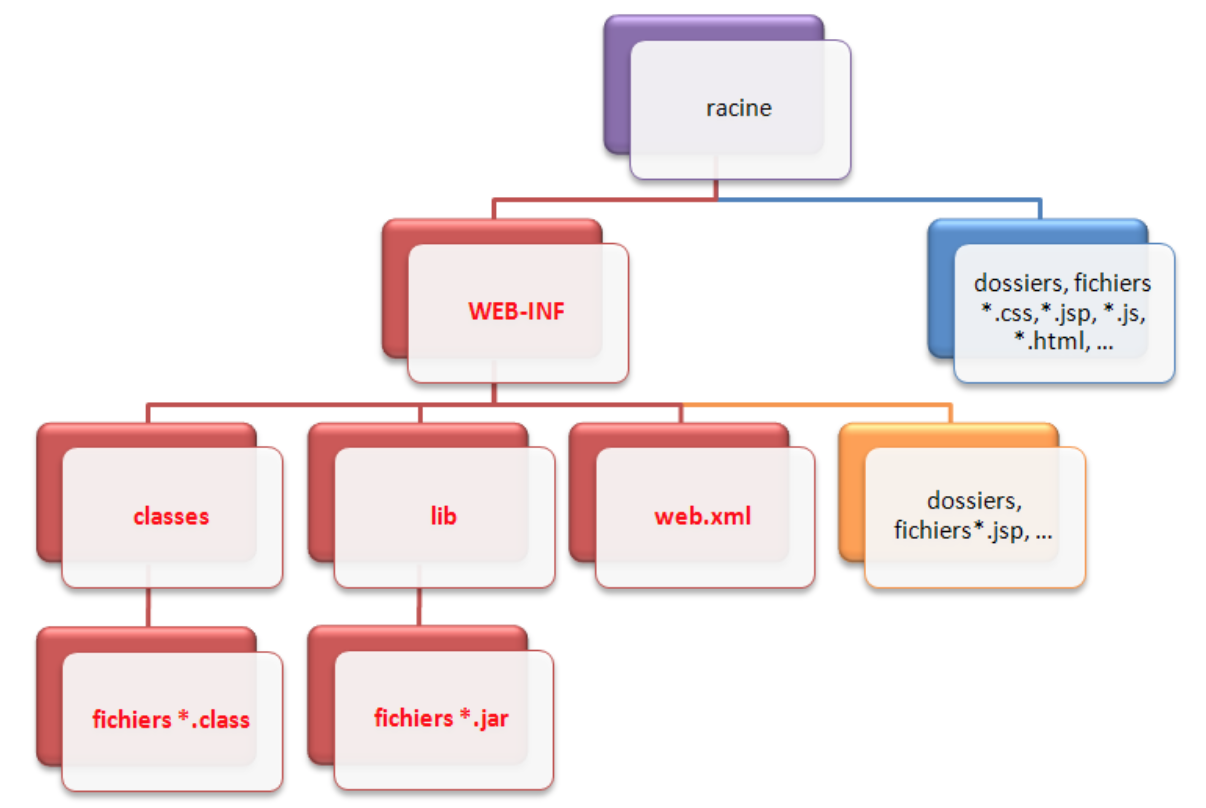 racine
WEB-INF
dossiers, fichiers
*.css,*.jsp, *.js,
*.html, ...
classes
lib
web.xml
dossiers,
fichiers*.jsp, ...
fichiers *.class
fichiers *.jar